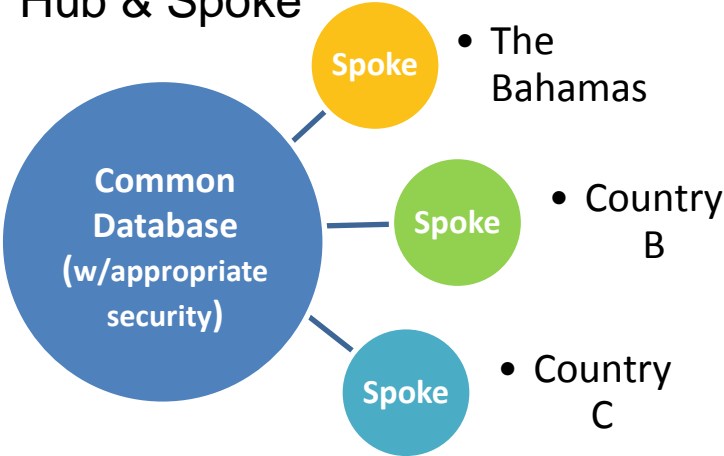 Hub & Spoke
Spoke
• The
Bahamas
Common
Database
(w/appropriate
security)
Spoke
• Country
B
Spoke
• Country
C